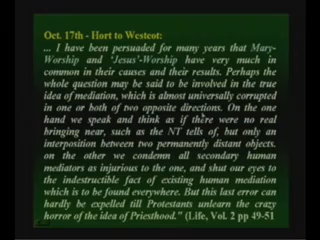 Oct. 17th - Hort to Westcot:
... I have been persuaded for many years that Mary-
Worship and 'Jesus'-Worship have very much in
common in their causes and their results. Perhaps the
whole question may be said to be involved in the true
idea of mediation, which is almost universally corrupted
in one or both of two opposite directions. On the one
hand we speak and think as if there were no real
bringing near, such as the NT tells of, but only an
interposition between two permanently distant objects.
on the other we condemn all secondary human
mediators as injurious to the one, and shut our eyes to
the indestructible fact of existing human mediation
which is to be found everywhere. But this last error can
hardly be expelled till Protestants unlearn the crazy
horror of the idea of Priesthood." (Life, Vol. 2 pp 49-51